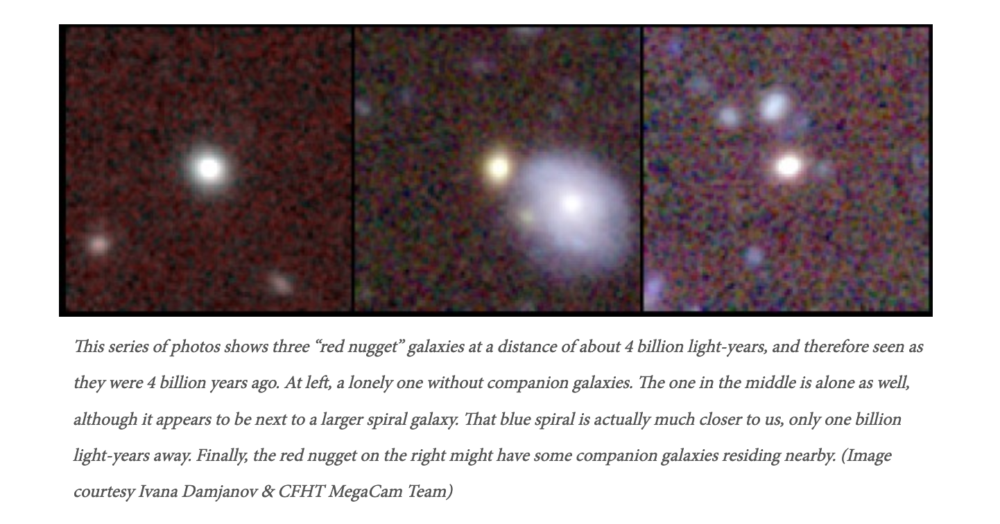 This series of photos shows three “red nugget” galaxies at a distance of about 4 billion light-years, and therefore seen as
they were 4 billion years ago. At left, a lonely one without companion galaxies. The one in the middle is alone as well,
although it appears to be next to a larger spiral galaxy. That blue spiral is actually much closer to us, only one billion
light-years away. Finally, the red nugget on the right might have some companion galaxies residing nearby. (Image
courtesy Ivana Damjanov & CFHT MegaCam Team)